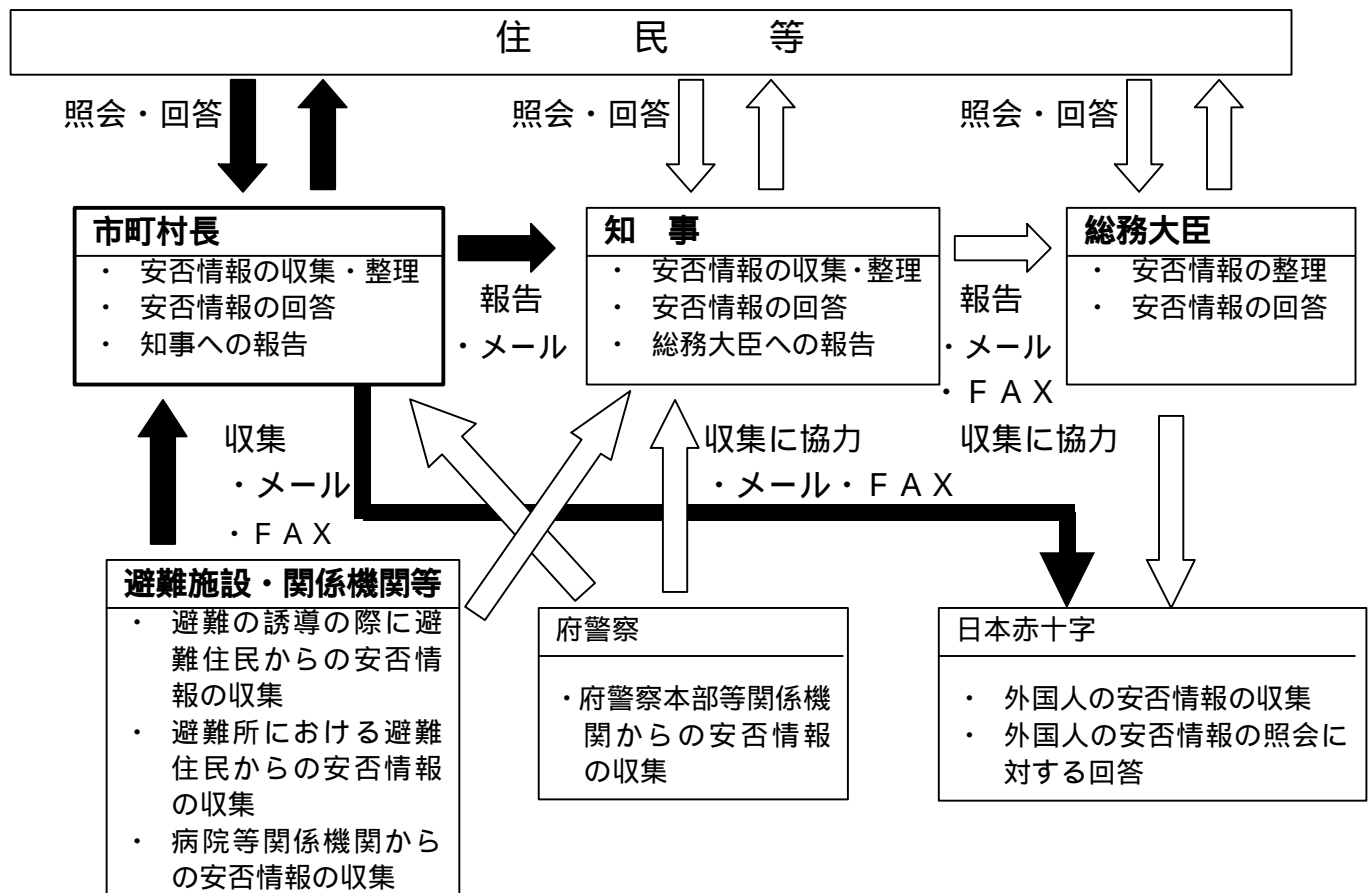 住　民　等
照会・回答
照会・回答
照会・回答
市町村長
・ 安否情報の収集・整理
・ 安否情報の回答
・ 知事への報告
報告
・メール
知　事
・ 安否情報の収集・整理
・ 安否情報の回答
・ 総務大臣への報告
報告
・メール
・ＦＡＸ
総務大臣
・ 安否情報の整理
・ 安否情報の回答
収集
・メール
・ＦＡＸ
収集に協力
・メール・ＦＡＸ
収集に協力
避難施設・関係機関等
・ 避難の誘導の際に避
難住民からの安否情
報の収集
・ 避難所における避難
住民からの安否情報
の収集
・ 病院等関係機関から
の安否情報の収集
府警察
・府警察本部等関係機
関からの安否情報
の収集
日本赤十字
・ 外国人の安否情報の収集
・ 外国人の安否情報の照会に
対する回答